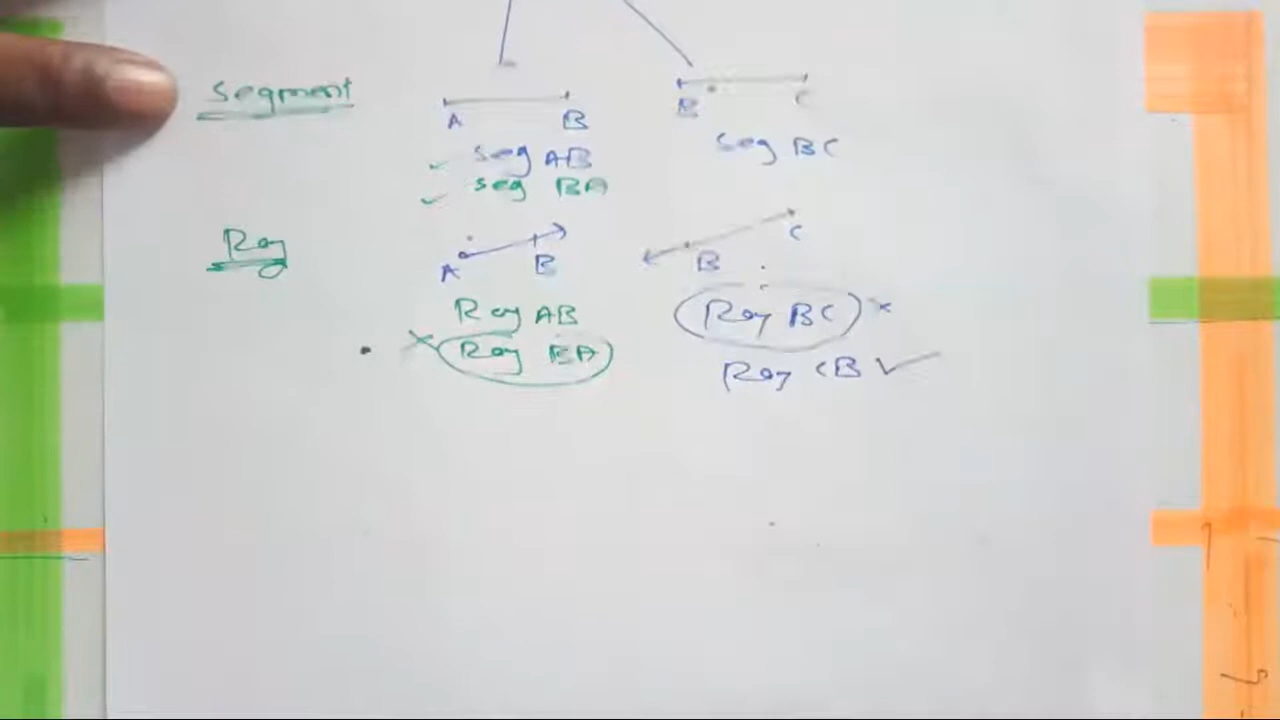 Segment
A B
seg AB
seg BA
B C
seg BC
Ray
A B
Ray AB
Ray BA
B C
Ray BC
Ray CB